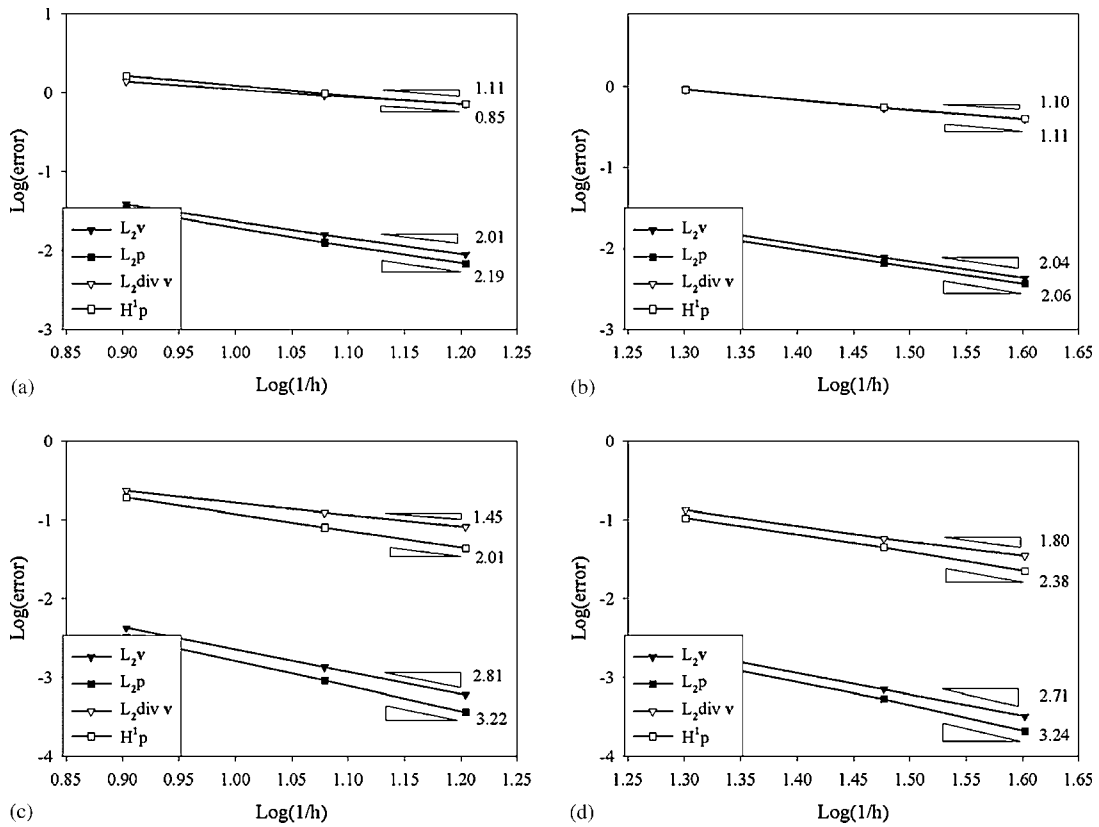 1
0
-1
-2
-3
Log(error)
1.11
0.85
2.01
2.19
L₂v
L₂p
L₂div v
H¹p
0.85 0.90 0.95 1.00 1.05 1.10 1.15 1.20 1.25
(a)
Log(1/h)
0
-1
-2
-3
Log(error)
1.10
1.11
2.04
2.06
L₂v
L₂p
L₂div v
H¹p
1.25 1.30 1.35 1.40 1.45 1.50 1.55 1.60 1.65
(b)
Log(1/h)
0
-1
-2
-3
-4
Log(error)
1.45
2.01
2.81
3.22
L₂v
L₂p
L₂div v
H¹p
0.85 0.90 0.95 1.00 1.05 1.10 1.15 1.20 1.25
(c)
Log(1/h)
0
-1
-2
-3
-4
Log(error)
1.80
2.38
2.71
3.24
L₂v
L₂p
L₂div v
H¹p
1.25 1.30 1.35 1.40 1.45 1.50 1.55 1.60 1.65
(d)
Log(1/h)